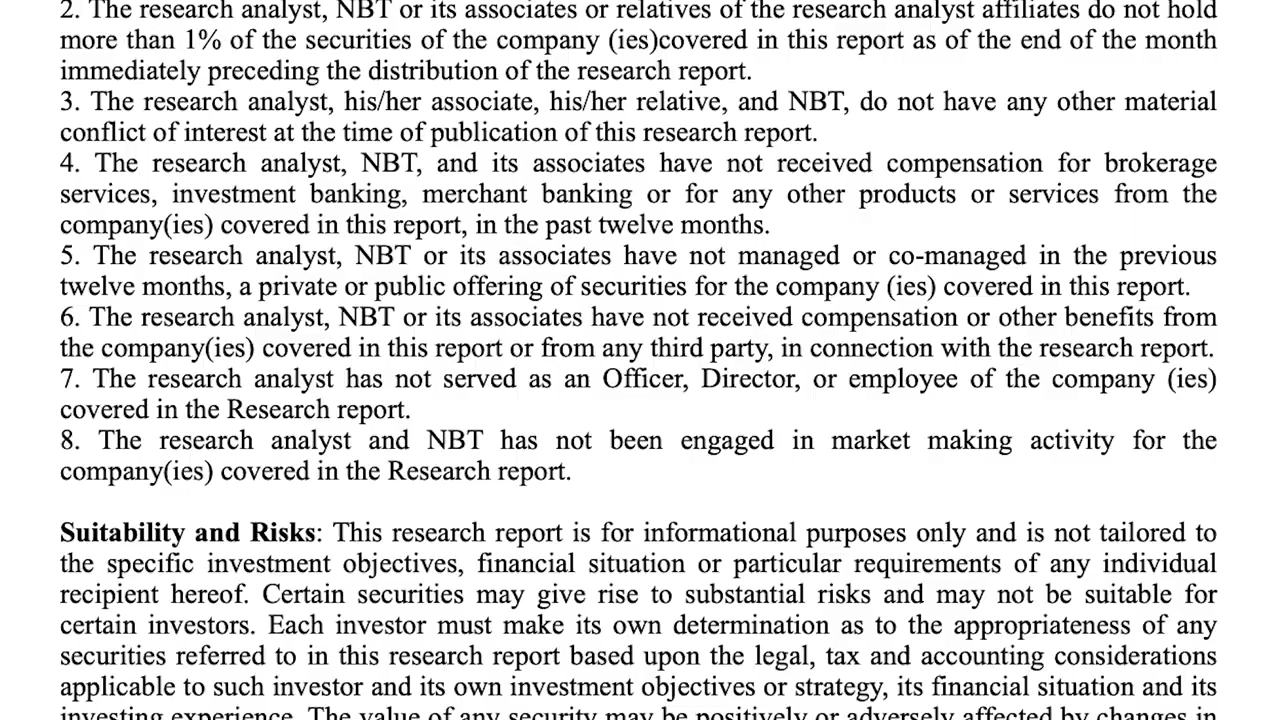 2. The research analyst, NBT or its associates or relatives of the research analyst affiliates do not hold
more than 1% of the securities of the company (ies)covered in this report as of the end of the month
immediately preceding the distribution of the research report.
3. The research analyst, his/her associate, his/her relative, and NBT, do not have any other material
conflict of interest at the time of publication of this research report.
4. The research analyst, NBT, and its associates have not received compensation for brokerage
services, investment banking, merchant banking or for any other products or services from the
company(ies) covered in this report, in the past twelve months.
5. The research analyst, NBT or its associates have not managed or co-managed in the previous
twelve months, a private or public offering of securities for the company (ies) covered in this report.
6. The research analyst, NBT or its associates have not received compensation or other benefits from
the company(ies) covered in this report or from any third party, in connection with the research report.
7. The research analyst has not served as an Officer, Director, or employee of the company (ies)
covered in the Research report.
8. The research analyst and NBT has not been engaged in market making activity for the
company(ies) covered in the Research report.
Suitability and Risks: This research report is for informational purposes only and is not tailored to
the specific investment objectives, financial situation or particular requirements of any individual
recipient hereof. Certain securities may give rise to substantial risks and may not be suitable for
certain investors. Each investor must make its own determination as to the appropriateness of any
securities referred to in this research report based upon the legal, tax and accounting considerations
applicable to such investor and its own investment objectives or strategy, its financial situation and its
investing experience. The value of any security may be positively or adversely affected by changes in